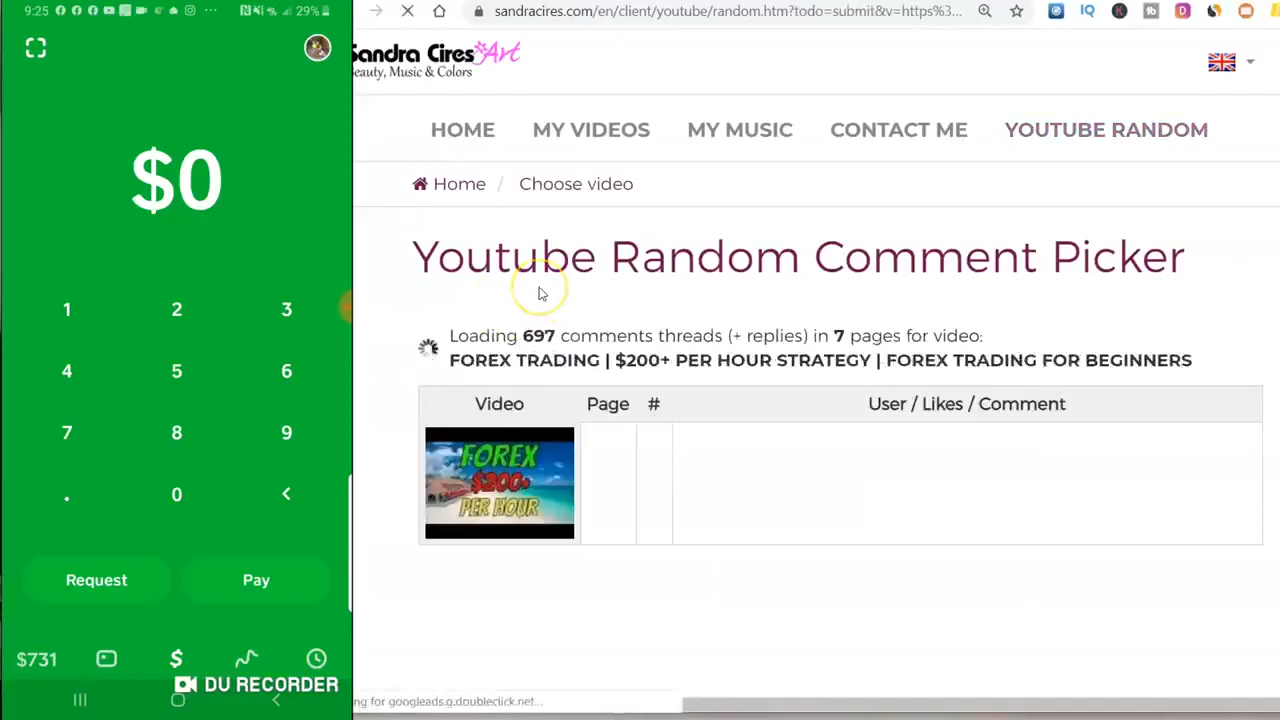 9:25
29%
$0
1 2 3
4 5 6
7 8 9
. 0 <
Request Pay
$731 $
DU RECORDER
sandracires.com/en/client/youtube/random.htm?todo=submit&v=https%3...
Sandra Cires Art
Beauty, Music & Colors
HOME MY VIDEOS MY MUSIC CONTACT ME YOUTUBE RANDOM
Home / Choose video
Youtube Random Comment Picker
Loading 697 comments threads (+ replies) in 7 pages for video:
FOREX TRADING | $200+ PER HOUR STRATEGY | FOREX TRADING FOR BEGINNERS
Video Page # User / Likes / Comment
FOREX
$200+
PER HOUR
ng for googleads.g.doubleclick.net...